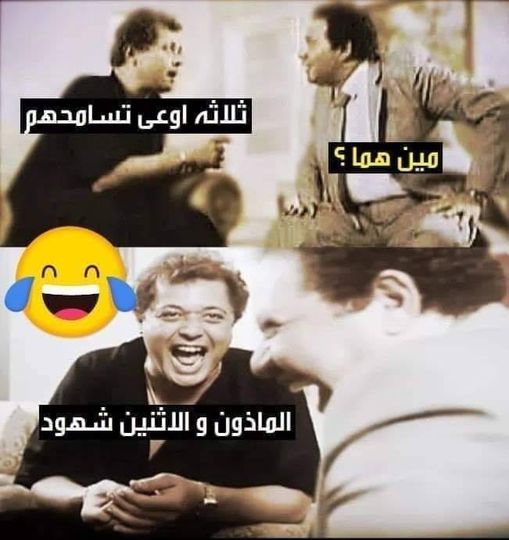 ثلاثه اوعى تسامحهم
مين هما ؟
الماذون و الاثنين شهود